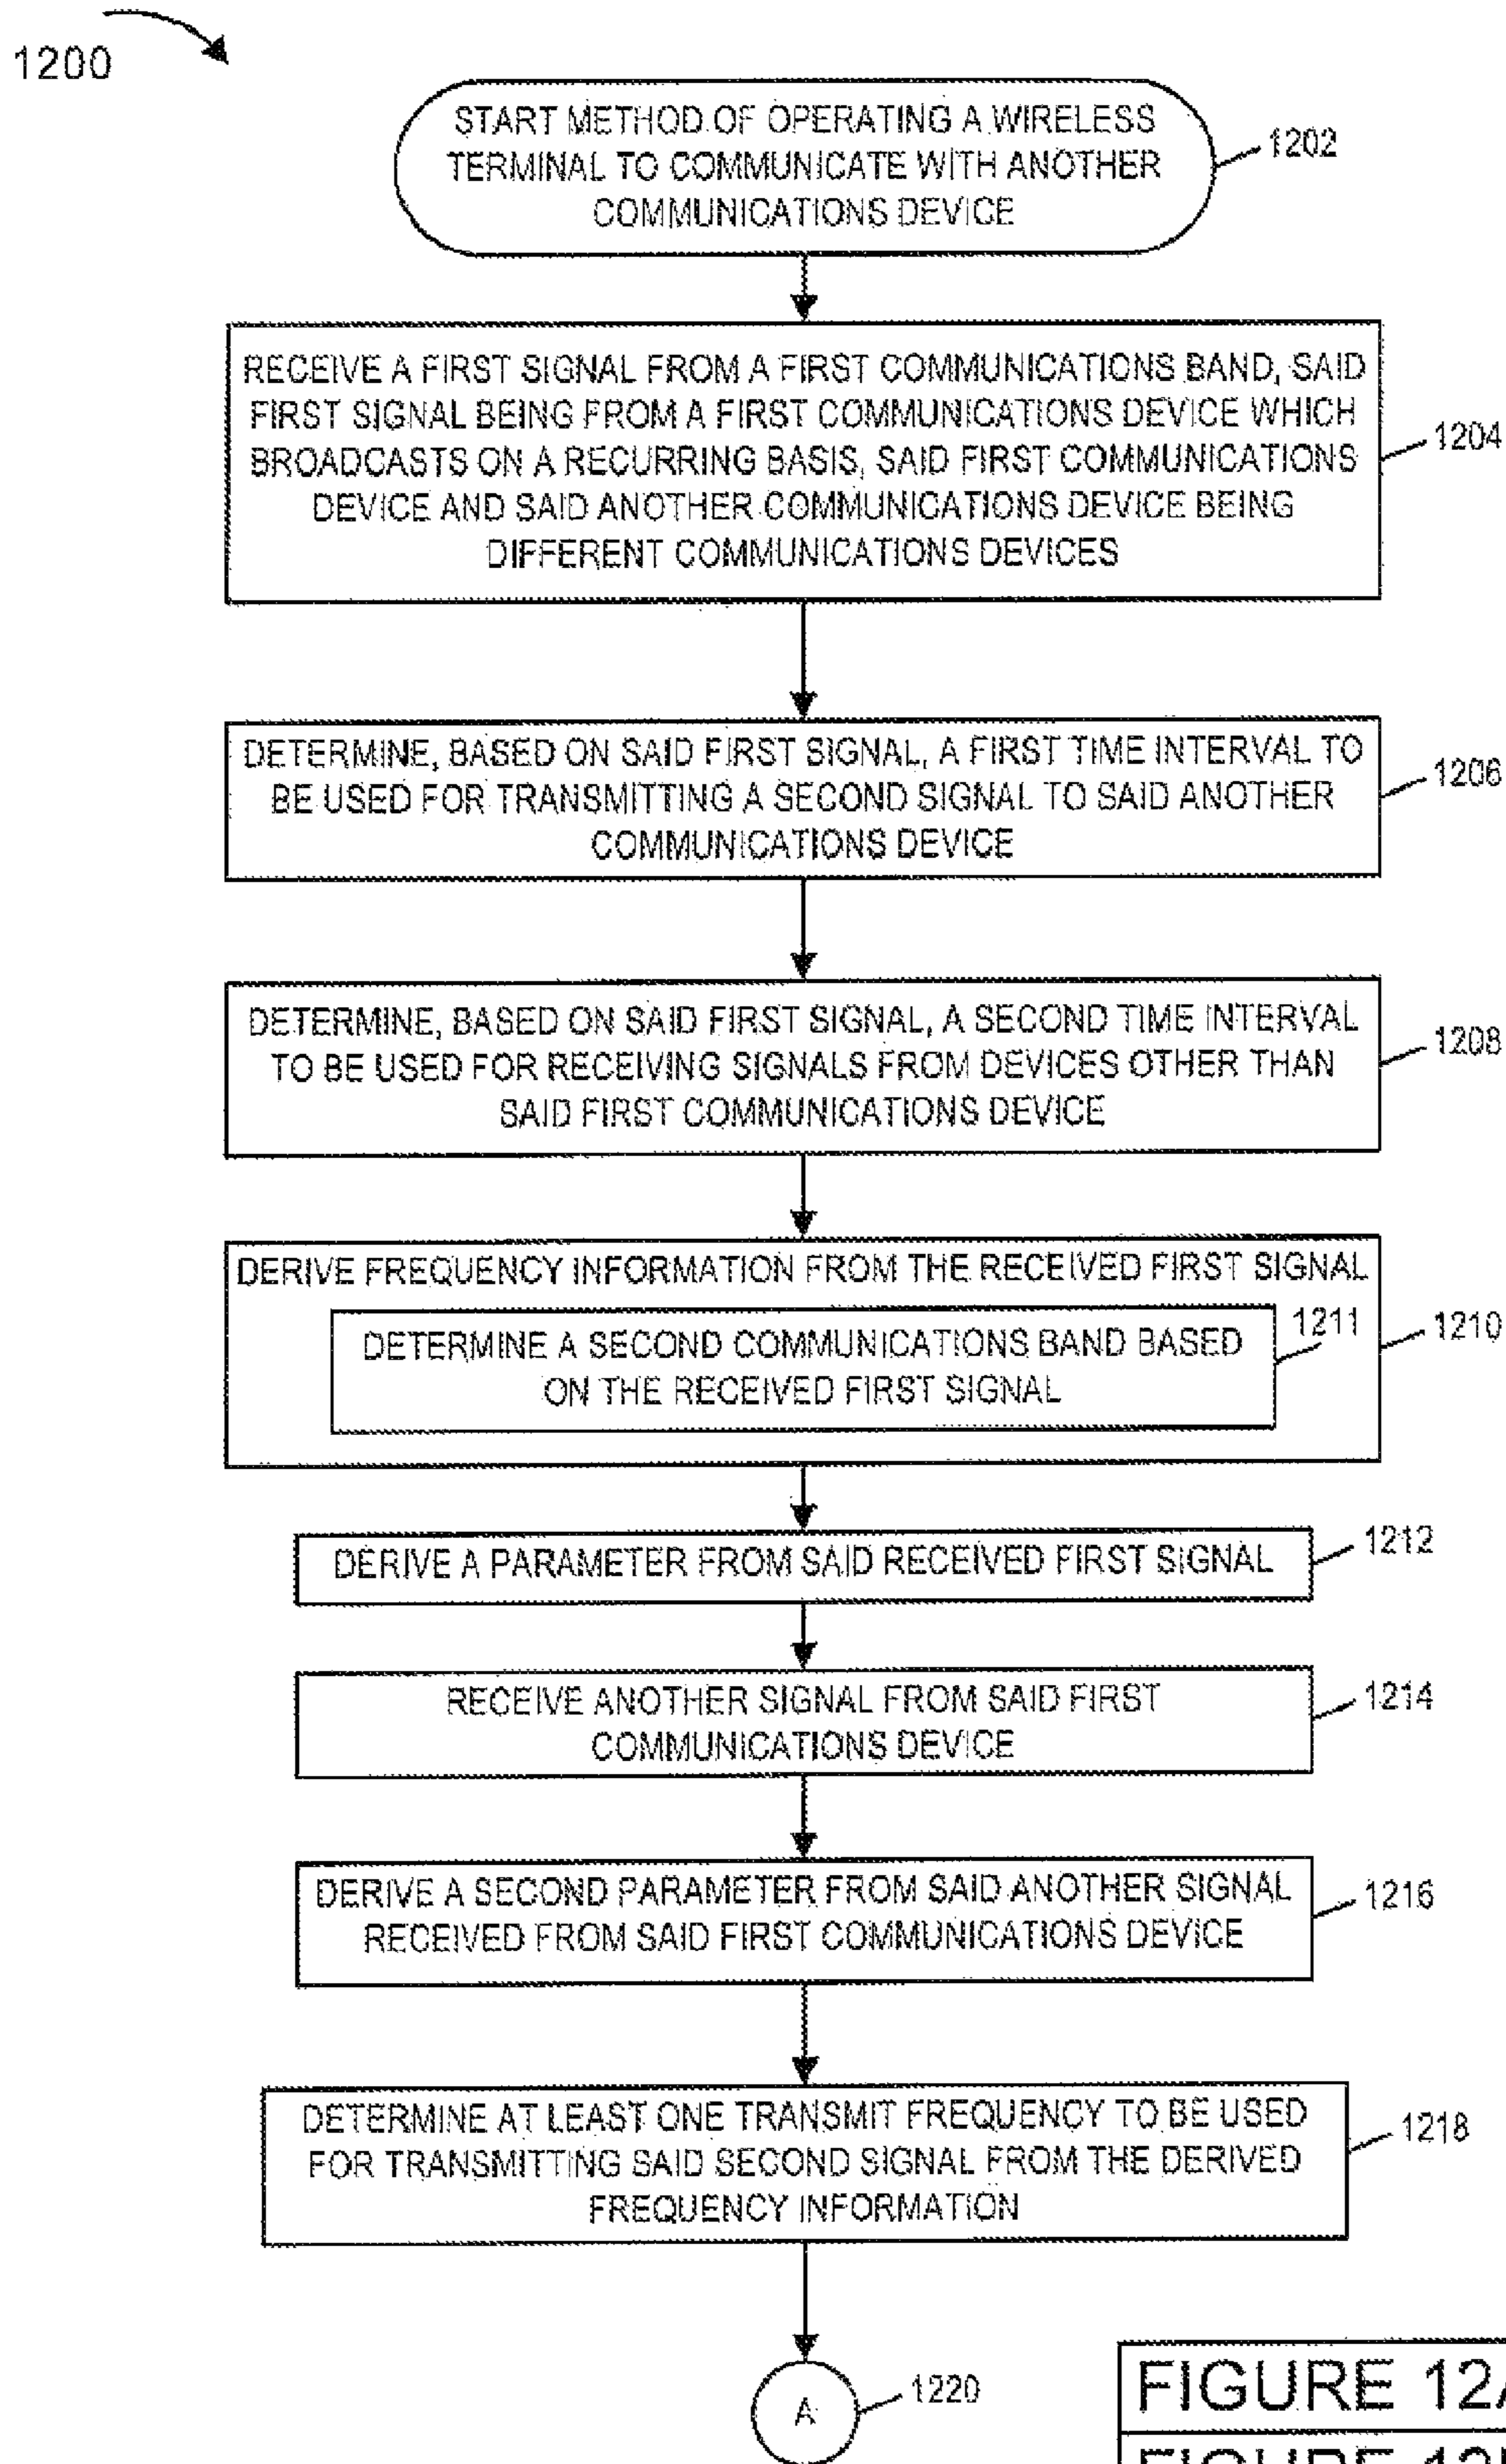 1200
START METHOD OF OPERATING A WIRELESS
TERMINAL TO COMMUNICATE WITH ANOTHER
COMMUNICATIONS DEVICE
1202
RECEIVE A FIRST SIGNAL FROM A FIRST COMMUNICATIONS BAND, SAID
FIRST SIGNAL BEING FROM A FIRST COMMUNICATIONS DEVICE WHICH
BROADCASTS ON A RECURRING BASIS, SAID FIRST COMMUNICATIONS
DEVICE AND SAID ANOTHER COMMUNICATIONS DEVICE BEING
DIFFERENT COMMUNICATIONS DEVICES
1204
DETERMINE, BASED ON SAID FIRST SIGNAL, A FIRST TIME INTERVAL TO
BE USED FOR TRANSMITTING A SECOND SIGNAL TO SAID ANOTHER
COMMUNICATIONS DEVICE
1206
DETERMINE, BASED ON SAID FIRST SIGNAL, A SECOND TIME INTERVAL
TO BE USED FOR RECEIVING SIGNALS FROM DEVICES OTHER THAN
SAID FIRST COMMUNICATIONS DEVICE
1208
DERIVE FREQUENCY INFORMATION FROM THE RECEIVED FIRST SIGNAL
1210
DETERMINE A SECOND COMMUNICATIONS BAND BASED
ON THE RECEIVED FIRST SIGNAL
1211
DERIVE A PARAMETER FROM SAID RECEIVED FIRST SIGNAL
1212
RECEIVE ANOTHER SIGNAL FROM SAID FIRST
COMMUNICATIONS DEVICE
1214
DERIVE A SECOND PARAMETER FROM SAID ANOTHER SIGNAL
RECEIVED FROM SAID FIRST COMMUNICATIONS DEVICE
1216
DETERMINE AT LEAST ONE TRANSMIT FREQUENCY TO BE USED
FOR TRANSMITTING SAID SECOND SIGNAL FROM THE DERIVED
FREQUENCY INFORMATION
1218
A
1220
FIGURE 12A
FIGURE